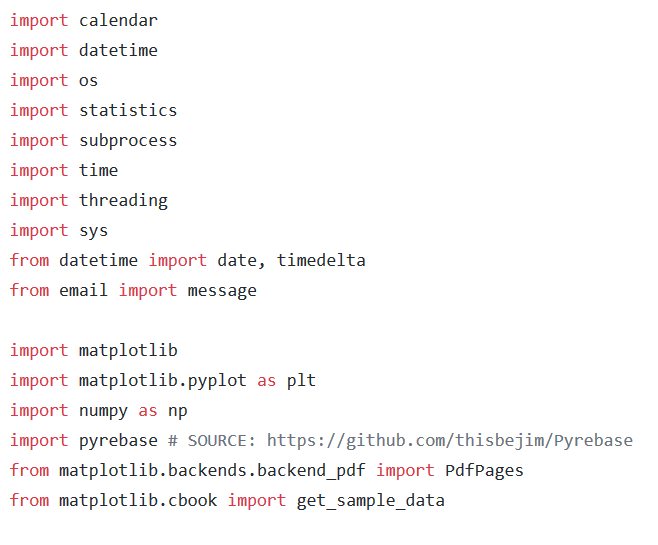 import calendar
import datetime
import os
import statistics
import subprocess
import time
import threading
import sys
from datetime import date, timedelta
from email import message
import matplotlib
import matplotlib.pyplot as plt
import numpy as np
import pyrebase # SOURCE: https://github.com/thisbejim/Pyrebase
from matplotlib.backends.backend_pdf import PdfPages
from matplotlib.cbook import get_sample_data